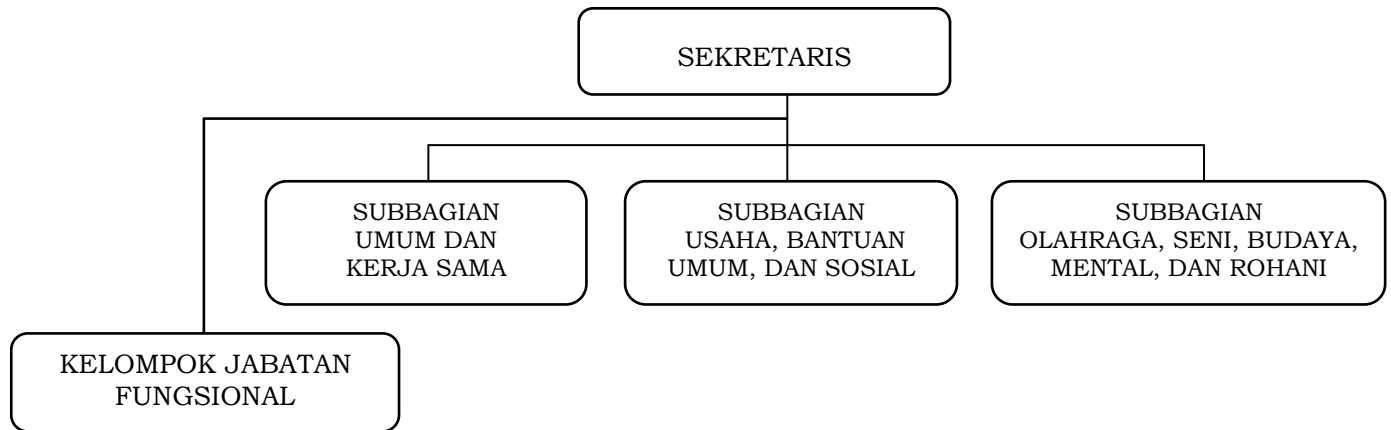 SEKRETARIS
SUBBAGIAN
UMUM DAN
KERJA SAMA
SUBBAGIAN
USAHA, BANTUAN
UMUM, DAN SOSIAL
SUBBAGIAN
OLAHRAGA, SENI, BUDAYA,
MENTAL, DAN ROHANI
KELOMPOK JABATAN
FUNGSIONAL